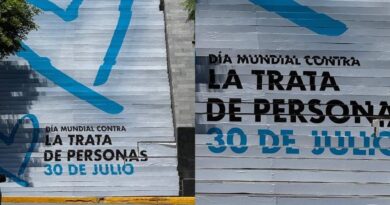 DÍA MUNDIAL CONTRA
LA TRATA
DE PERSONAS
30 DE JULIO
DÍA MUNDIAL CONTRA
LA TRATA
DE PERSONAS
30 DE JULIO